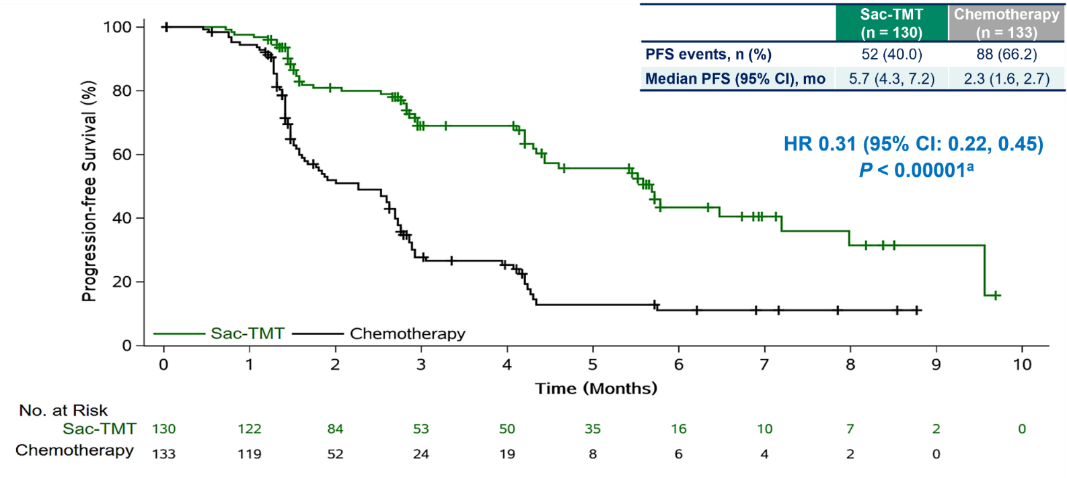 Sac-TMT Chemotherapy
(n = 130) (n = 133)
PFS events, n (%) 52 (40.0) 88 (66.2)
Median PFS (95% CI), mo 5.7 (4.3, 7.2) 2.3 (1.6, 2.7)
HR 0.31 (95% CI: 0.22, 0.45)
P < 0.00001ᵃ
Progression-free Survival (%)
100
80
60
40
20
0
Sac-TMT Chemotherapy
0 1 2 3 4 5 6 7 8 9 10
Time (Months)
No. at Risk
Sac-TMT 130 122 84 53 50 35 16 10 7 2 0
Chemotherapy 133 119 52 24 19 8 6 4 2 0